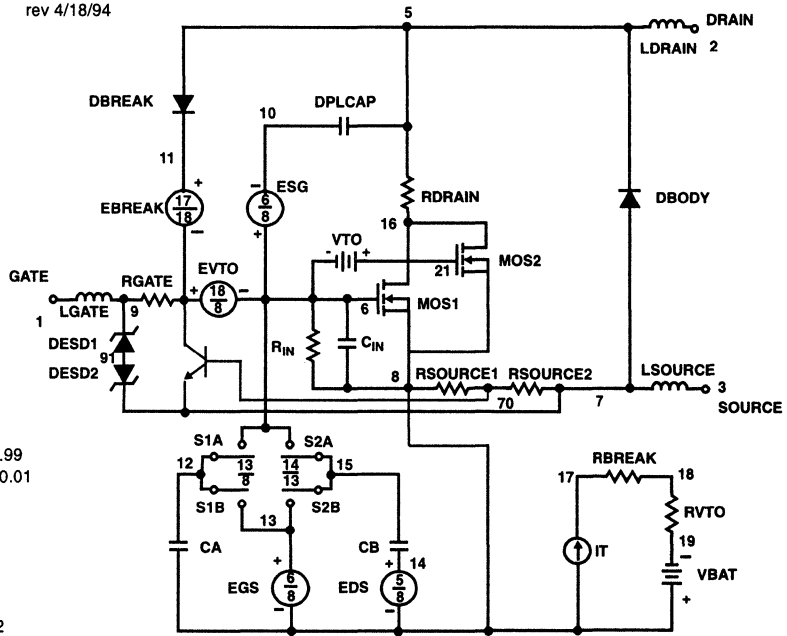 rev 4/18/94
5
DRAIN
LDRAIN 2
DBREAK
10
DPLCAP
11
+
EBREAK 17/18
−
−
ESG
6/8
+
RDRAIN
DBODY
16
VTO
- +
21
MOS2
EVTO
+ 18/8 −
GATE
RGATE
LGATE
1
9
6
MOS1
DESD1
91
DESD2
RIN
CIN
8
RSOURCE1
RSOURCE2
70
7
LSOURCE
3
SOURCE
S1A
S2A
12
13/8
14/13
15
S1B
S2B
13
.99
0.01
CA
CB
14
+
EGS 6/8
−
+
EDS 5/8
−
RBREAK
17
18
RVTO
19
IT
−
VBAT
+
2